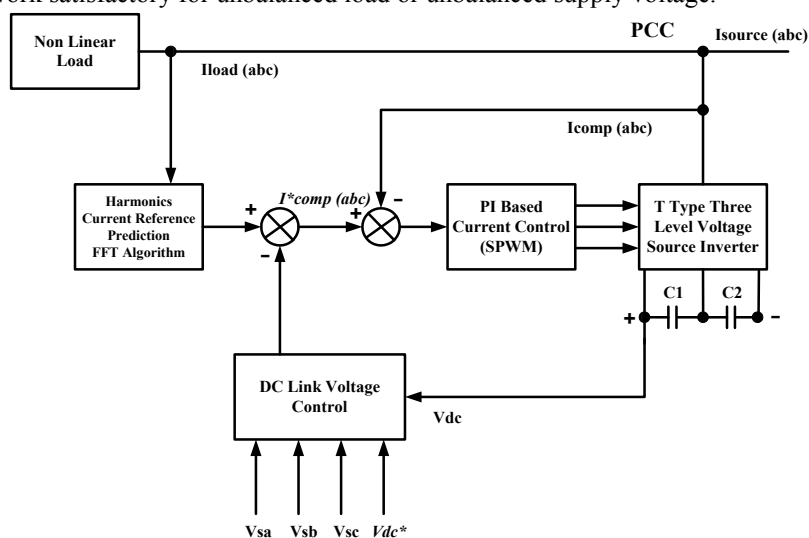 work satisfactory for unbalanced load or unbalanced supply voltage.
Non Linear
Load
PCC
Isource (abc)
Iload (abc)
Icomp (abc)
Harmonics
Current Reference
Prediction
FFT Algorithm
+
-
I*comp (abc)
+
-
PI Based
Current Control
(SPWM)
T Type Three
Level Voltage
Source Inverter
C1
C2
+
-
DC Link Voltage
Control
Vdc
Vsa
Vsb
Vsc
Vdc*